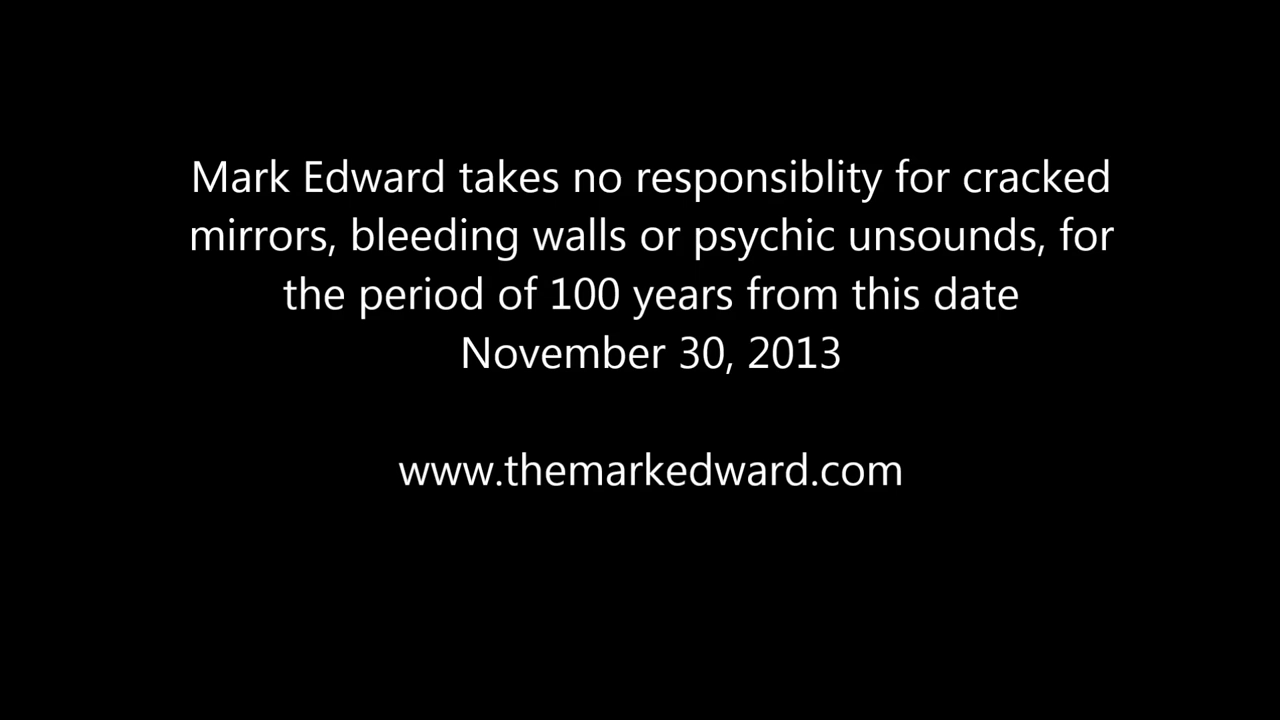 Mark Edward takes no responsiblity for cracked
mirrors, bleeding walls or psychic unsounds, for
the period of 100 years from this date
November 30, 2013
www.themarkedward.com